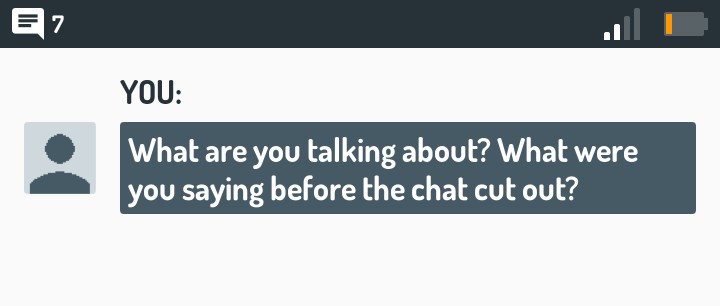 7
YOU:
What are you talking about? What were
you saying before the chat cut out?